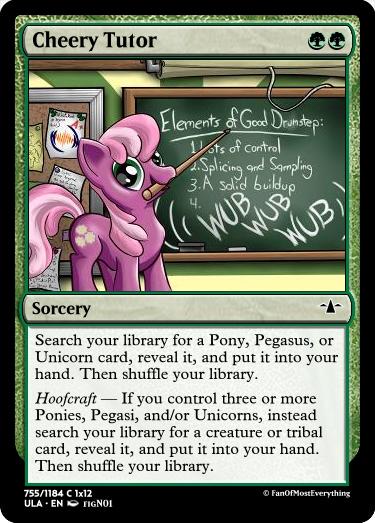 Cheery Tutor
Elements of Good Drumstep:
1. Lots of control
2. Splicing and Sampling
3. A solid buildup
4.
WUB WUB WUB
Sorcery
Search your library for a Pony, Pegasus, or
Unicorn card, reveal it, and put it into your
hand. Then shuffle your library.
Hoofcraft — If you control three or more
Ponies, Pegasi, and/or Unicorns, instead
search your library for a creature or tribal
card, reveal it, and put it into your hand.
Then shuffle your library.
755/1184 C 1x12
ULA • EN figN01
© FanOfMostEverything